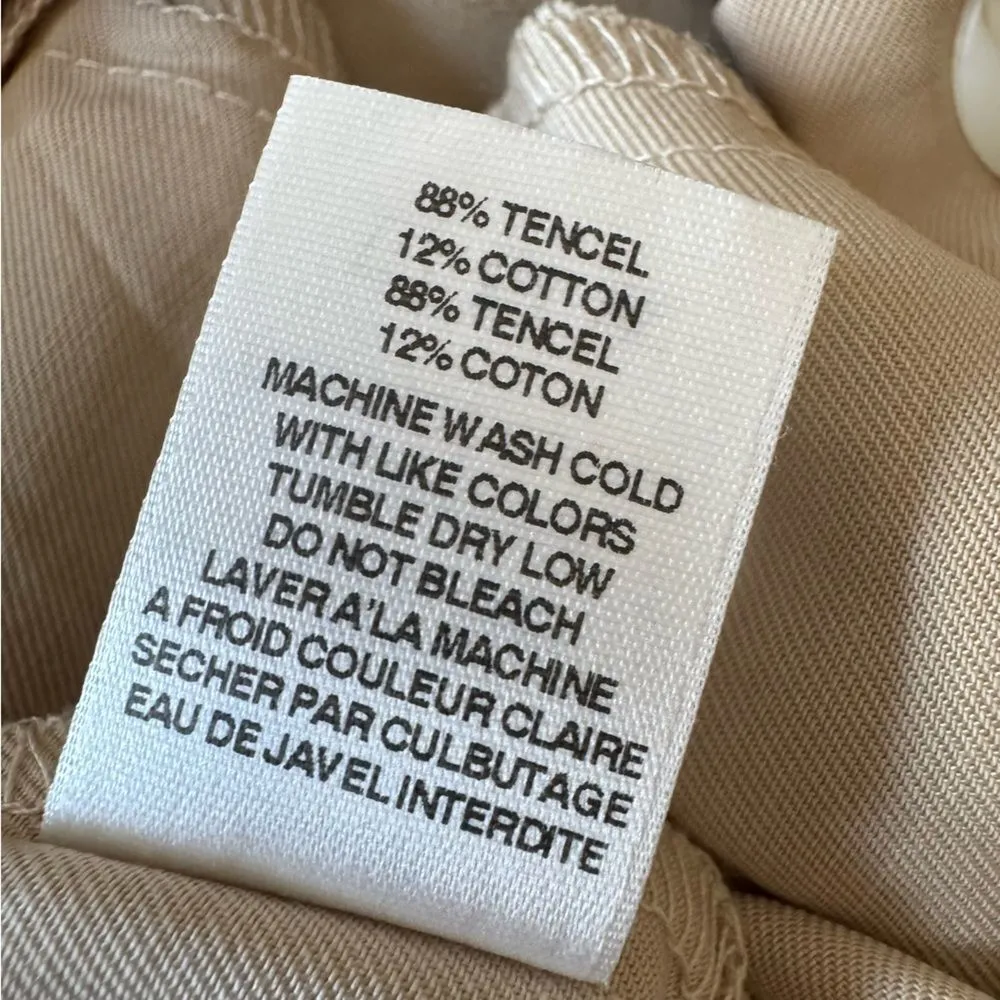 88% TENCEL
12% COTTON
88% TENCEL
12% COTON
MACHINE WASH COLD
WITH LIKE COLORS
TUMBLE DRY LOW
DO NOT BLEACH
LAVER A'LA MACHINE
A FROID COULEUR CLAIRE
SECHER PAR CULBUTAGE
EAU DE JAVEL INTERDITE